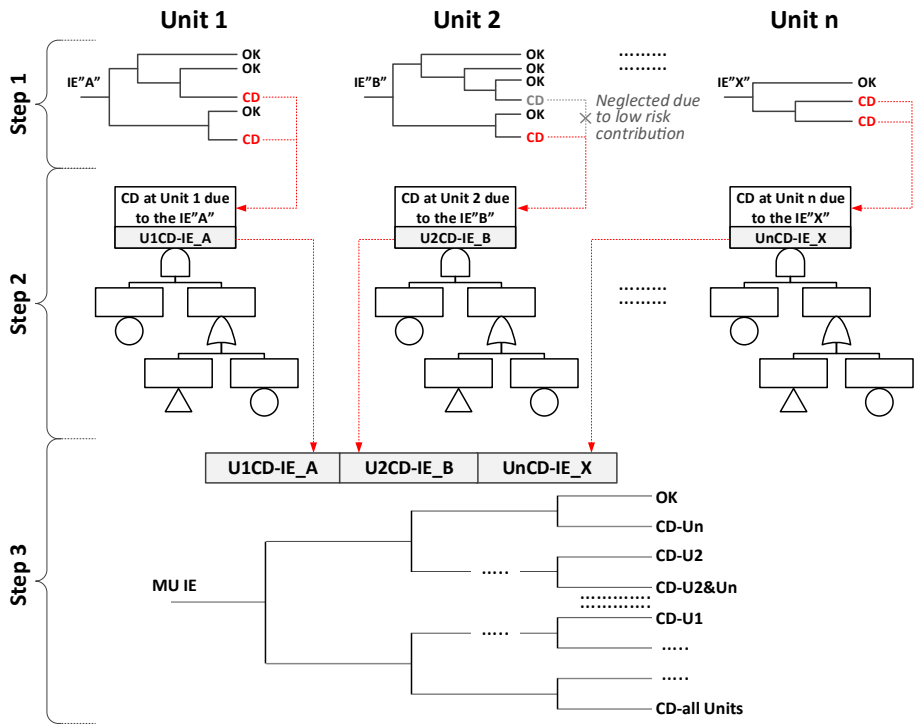 Unit 1
Unit 2
Unit n
Step 1
IE"A"
OK
OK
CD
OK
CD
IE"B"
OK
OK
OK
CD
OK
CD
Neglected due
to low risk
contribution
.........
.........
IE"X"
OK
CD
CD
Step 2
CD at Unit 1 due
to the IE"A"
U1CD-IE_A
CD at Unit 2 due
to the IE"B"
U2CD-IE_B
CD at Unit n due
to the IE"X"
UnCD-IE_X
.........
.........
Step 3
U1CD-IE_A
U2CD-IE_B
UnCD-IE_X
MU IE
OK
CD-Un
CD-U2
.....
CD-U2&Un
.............
.............
CD-U1
.....
.....
.....
CD-all Units